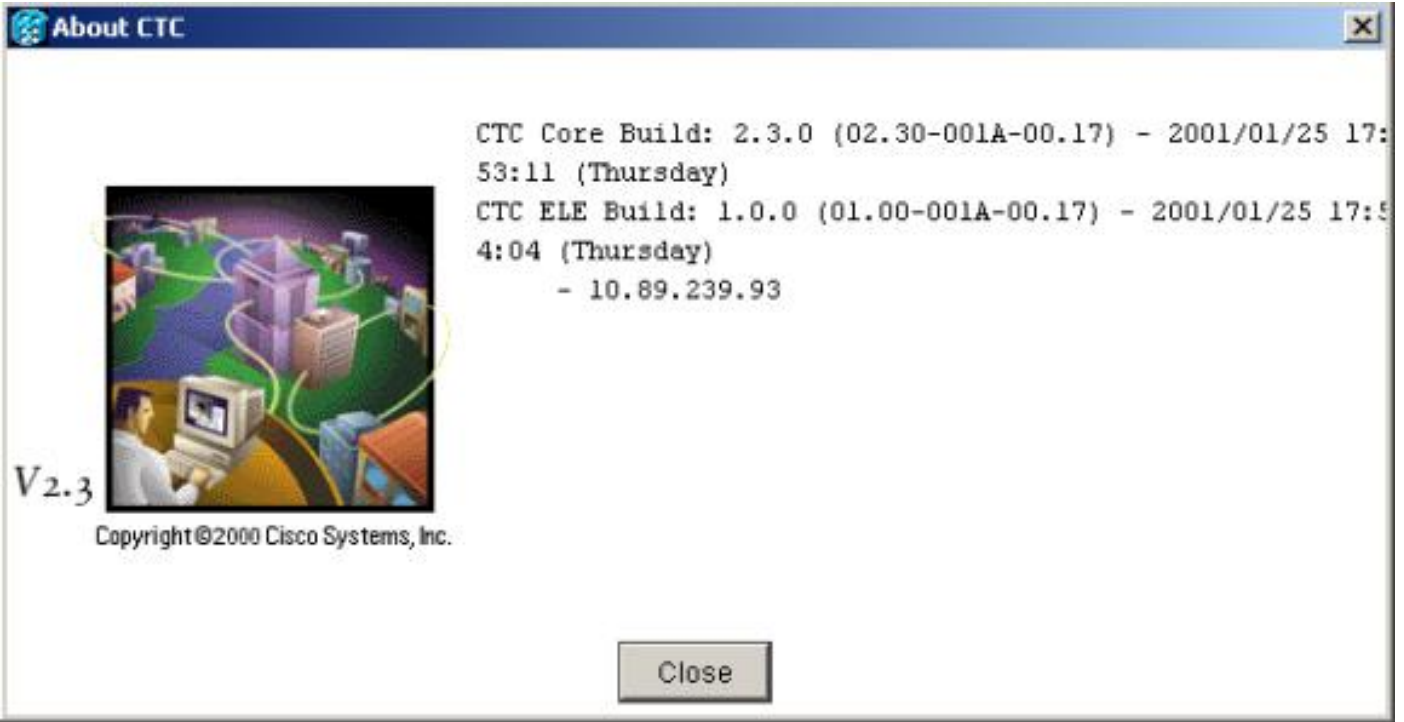 About CTC
CTC Core Build: 2.3.0 (02.30-001A-00.17) - 2001/01/25 17:
53:11 (Thursday)
CTC ELE Build: 1.0.0 (01.00-001A-00.17) - 2001/01/25 17:5
4:04 (Thursday)
- 10.89.239.93
V2.3
Copyright©2000 Cisco Systems, Inc.
Close